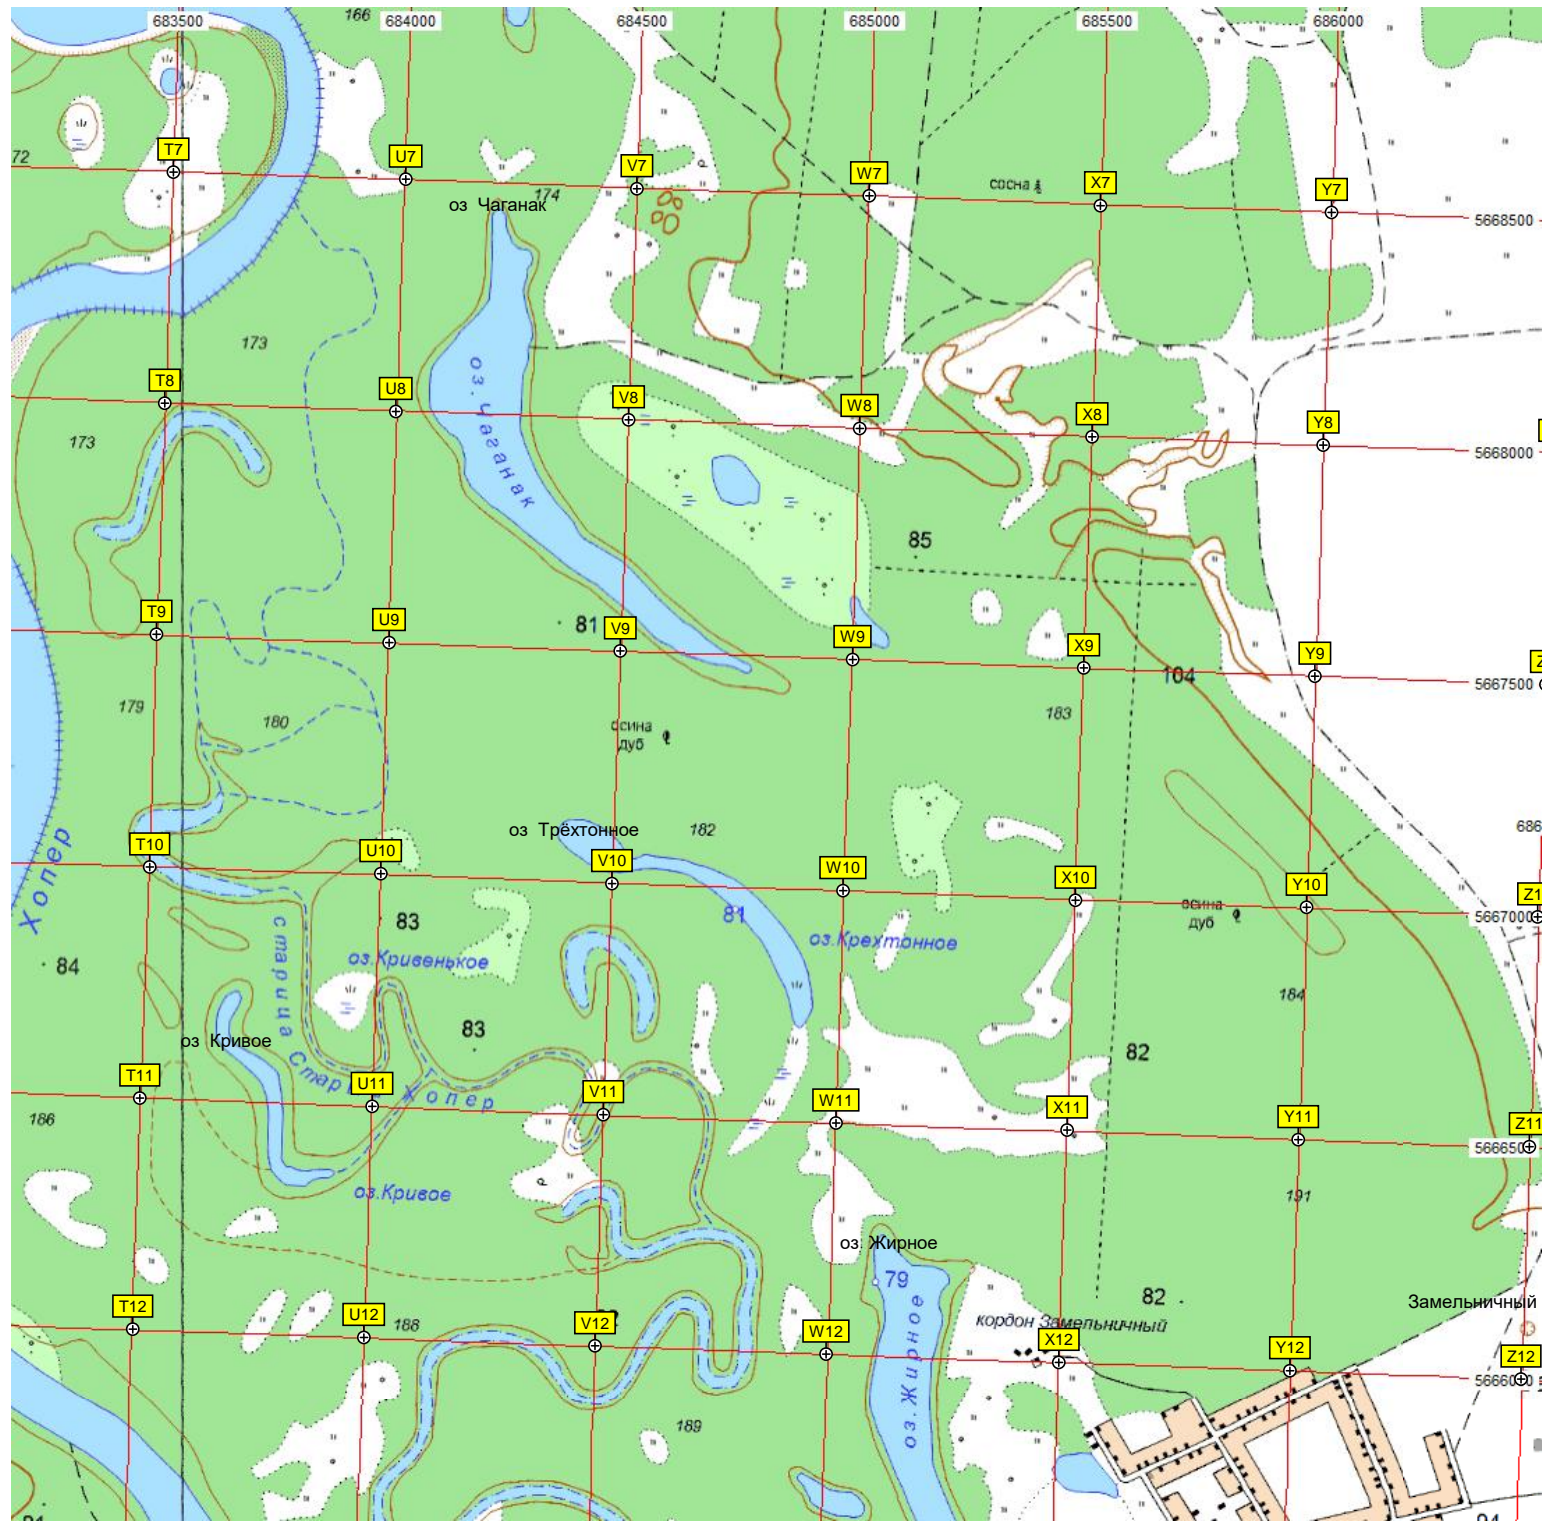 683500 684000 684500 685000 685500 686000
166
72
T7 U7 V7 W7 X7 Y7
174
сосна
оз Чаганак
5668500
173
оз. Чаганак
T8 U8 V8 W8 X8 Y8
173
5668000
85
T9 U9 81 V9 W9 X9 Y9
104
5667500
179 180
183
осина
дуб
Хопер
оз Трёхтонное
182
686
T10 U10 V10 W10 X10 Y10 Z1
осина
дуб
5667000
83
81
оз.Крехтонное
оз.Кривенькое
84
184
старица Старый Хопер
83
оз Кривое
82
T11 U11 V11 W11 X11 Y11 Z11
186
5666500
оз.Кривое
191
оз. Жирное
79
оз.Жирное
82
Замельничный
кордон Замельничный
T12 U12 V12 W12 X12 Y12 Z12
188
5666000
189